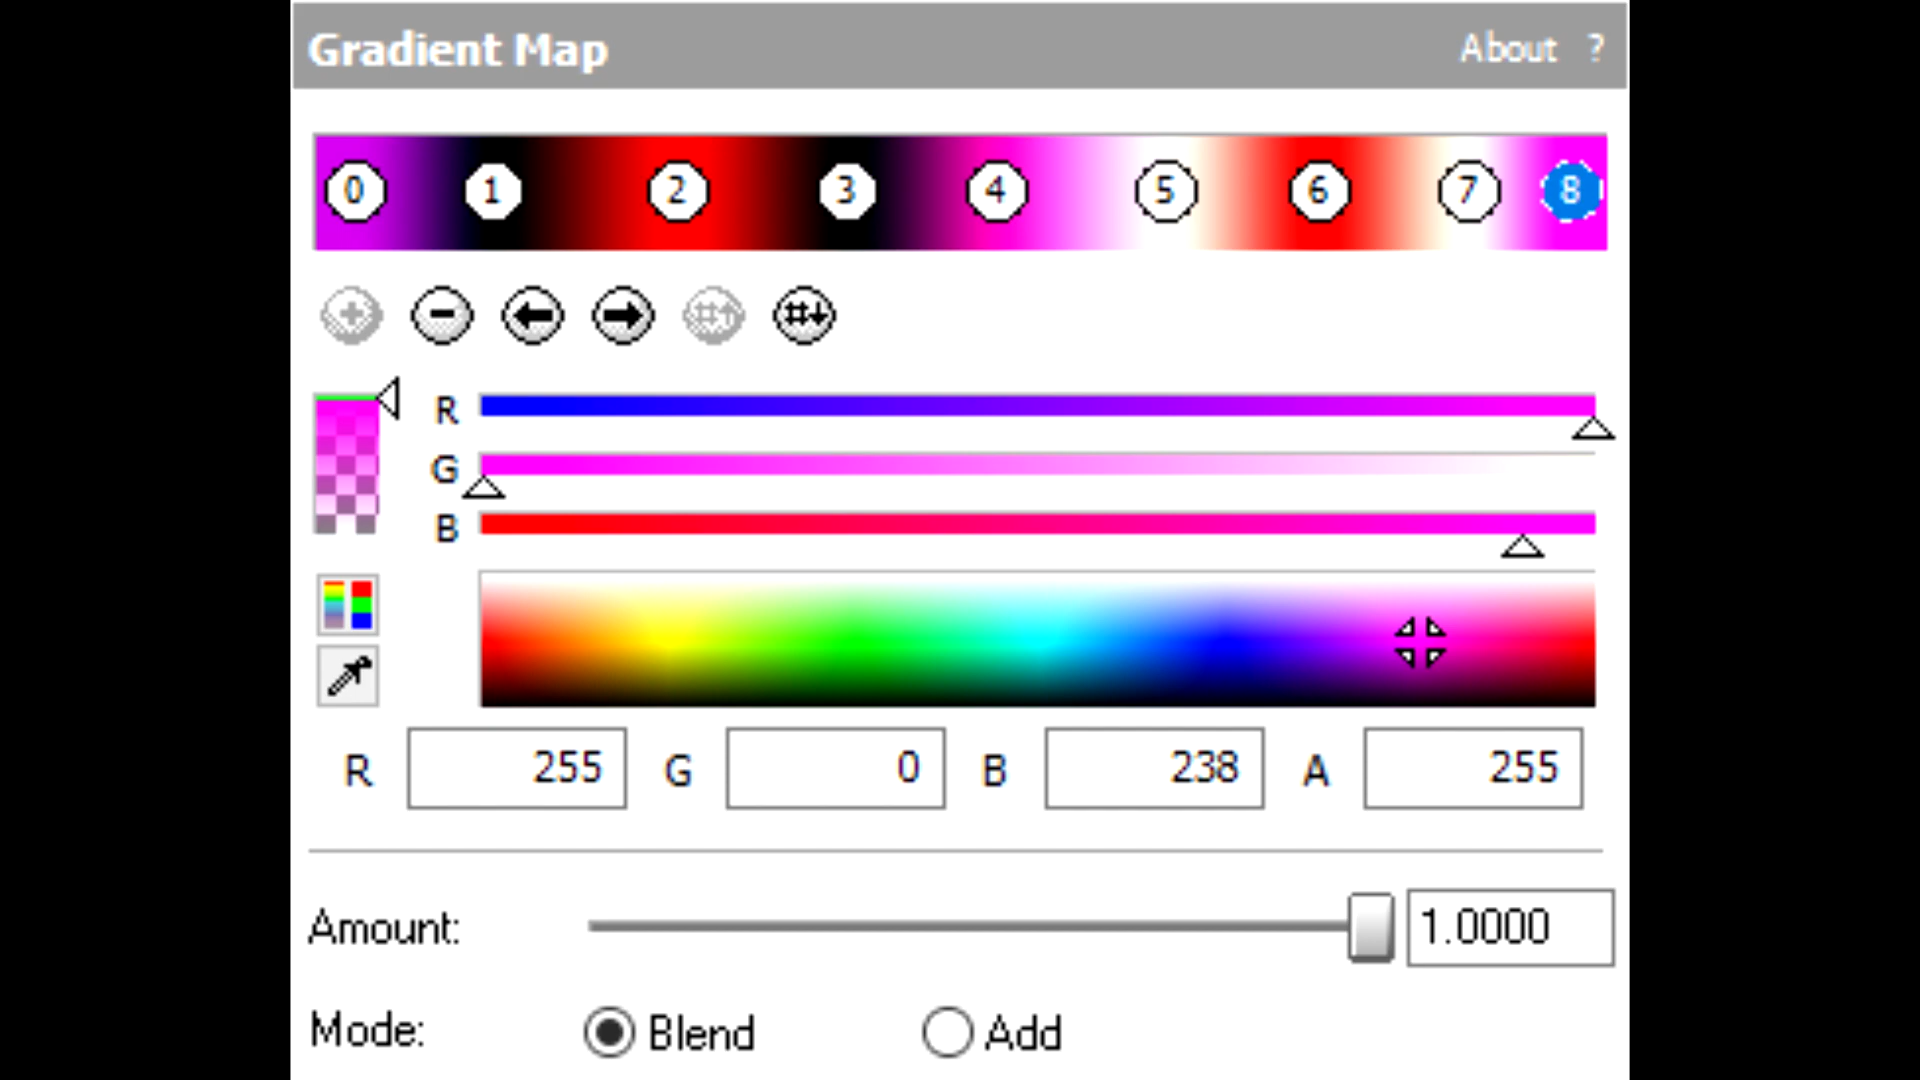 Gradient Map About ?
0 1 2 3 4 5 6 7 8
R
G
B
R 255 G 0 B 238 A 255
Amount: 1.0000
Mode: Blend Add